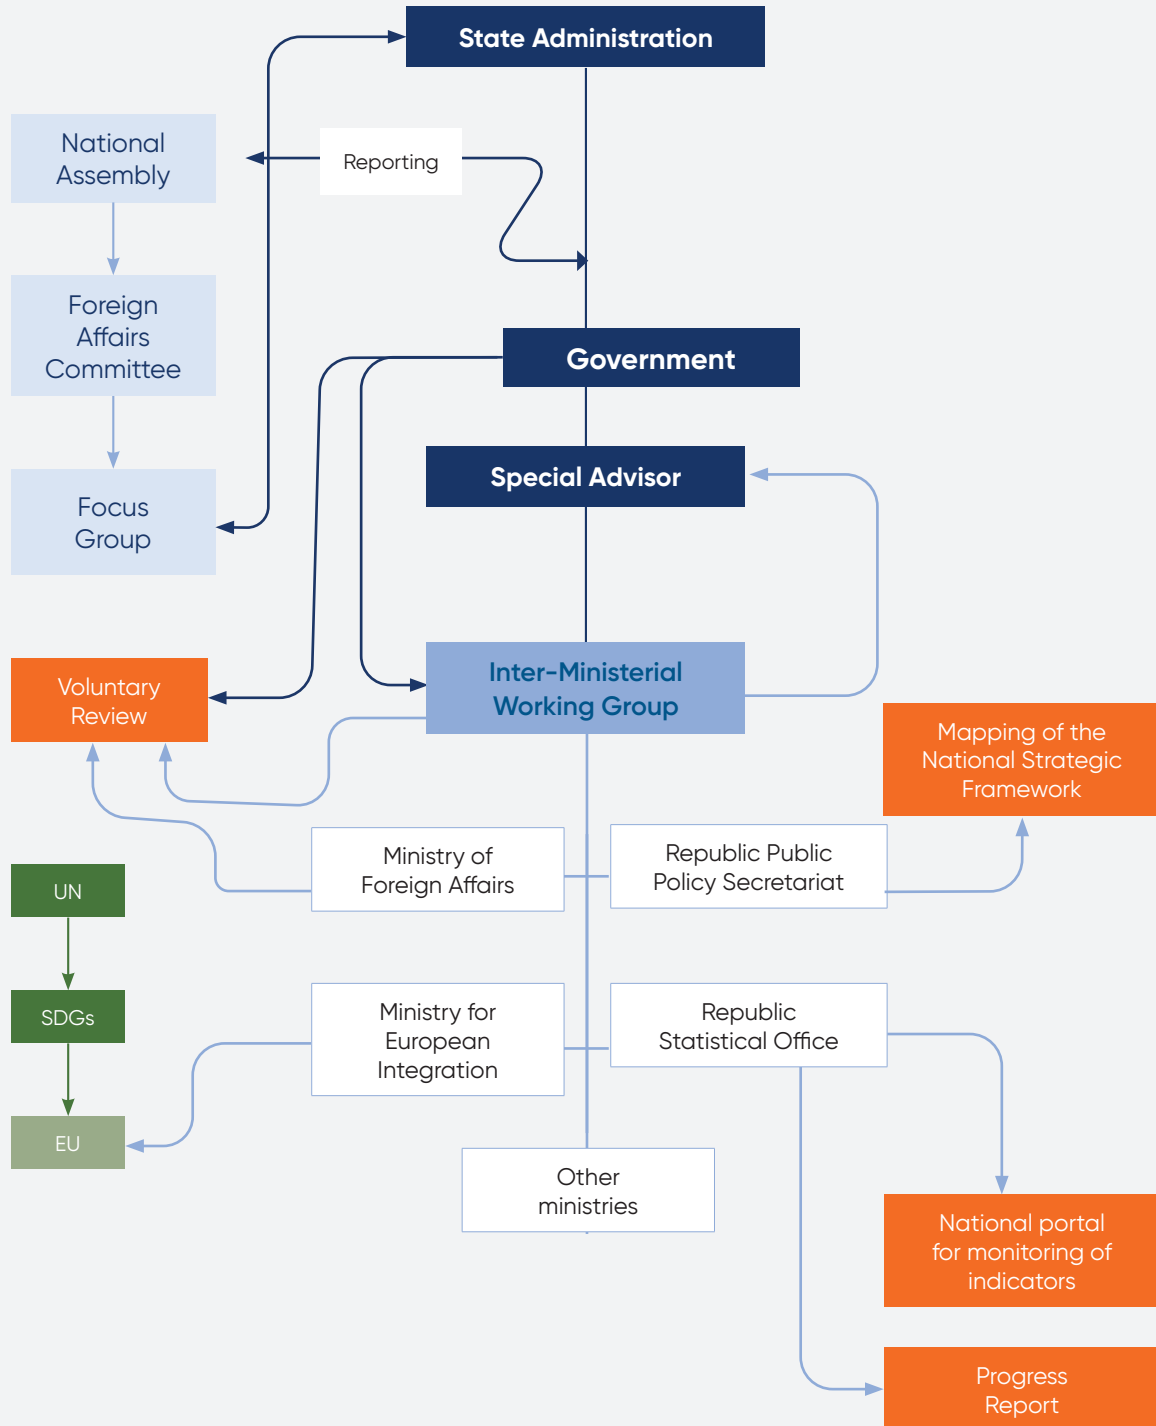 State Administration
National
Assembly
Reporting
Foreign
Affairs
Committee
Government
Special Advisor
Focus
Group
Inter-Ministerial
Working Group
Voluntary
Review
Mapping of the
National Strategic
Framework
Ministry of
Foreign Affairs
Republic Public
Policy Secretariat
UN
SDGs
EU
Ministry for
European
Integration
Republic
Statistical Office
Other
ministries
National portal
for monitoring of
indicators
Progress
Report